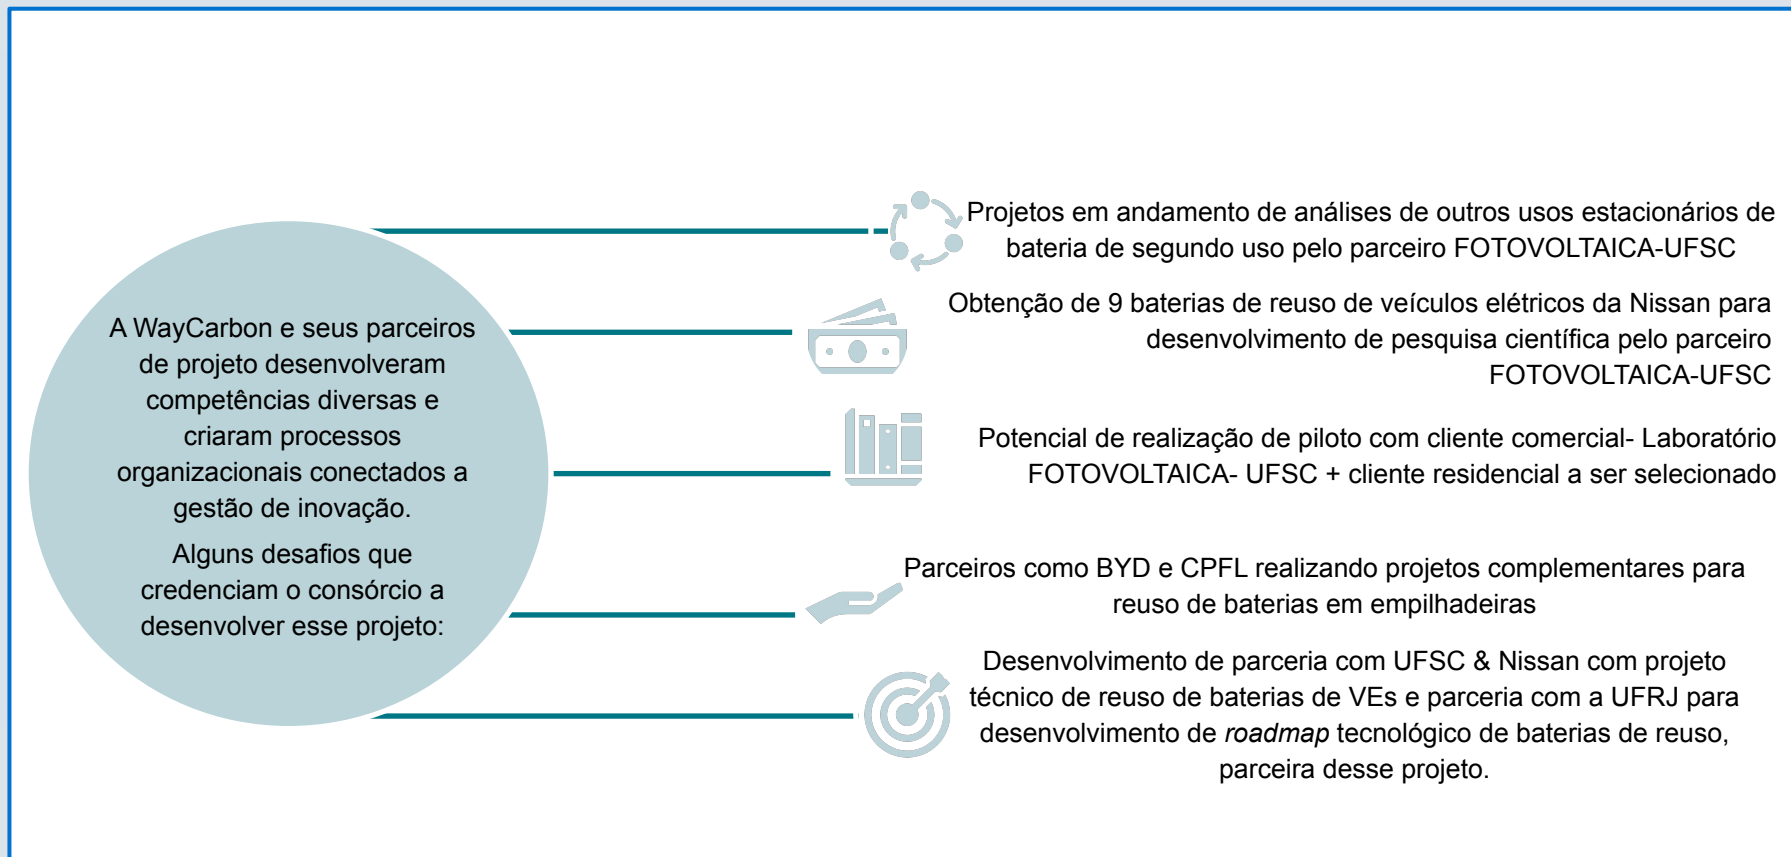 A WayCarbon e seus parceiros
de projeto desenvolveram
competências diversas e
criaram processos
organizacionais conectados a
gestão de inovação.
Alguns desafios que
credenciam o consórcio a
desenvolver esse projeto:
Projetos em andamento de análises de outros usos estacionários de
bateria de segundo uso pelo parceiro FOTOVOLTAICA-UFSC
Obtenção de 9 baterias de reuso de veículos elétricos da Nissan para
desenvolvimento de pesquisa científica pelo parceiro
FOTOVOLTAICA-UFSC
Potencial de realização de piloto com cliente comercial- Laboratório
FOTOVOLTAICA- UFSC + cliente residencial a ser selecionado
Parceiros como BYD e CPFL realizando projetos complementares para
reuso de baterias em empilhadeiras
Desenvolvimento de parceria com UFSC & Nissan com projeto
técnico de reuso de baterias de VEs e parceria com a UFRJ para
desenvolvimento de roadmap tecnológico de baterias de reuso,
parceira desse projeto.